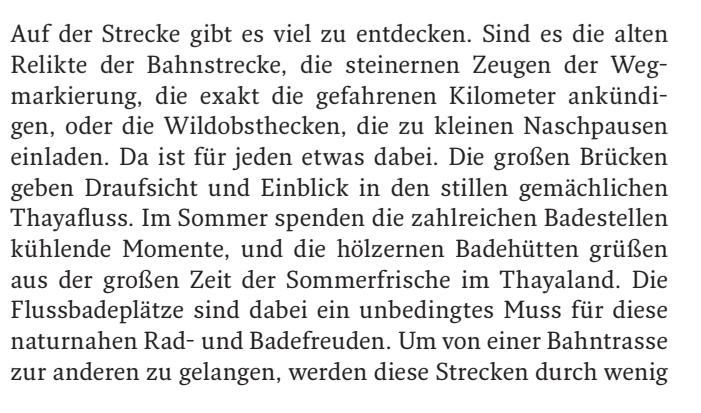 Auf der Strecke gibt es viel zu entdecken. Sind es die alten
Relikte der Bahnstrecke, die steinernen Zeugen der Weg-
markierung, die exakt die gefahrenen Kilometer ankündi-
gen, oder die Wildobsthecken, die zu kleinen Naschpausen
einladen. Da ist für jeden etwas dabei. Die großen Brücken
geben Draufsicht und Einblick in den stillen gemächlichen
Thayafluss. Im Sommer spenden die zahlreichen Badestellen
kühlende Momente, und die hölzernen Badehütten grüßen
aus der großen Zeit der Sommerfrische im Thayaland. Die
Flussbadeplätze sind dabei ein unbedingtes Muss für diese
naturnahen Rad- und Badefreuden. Um von einer Bahntrasse
zur anderen zu gelangen, werden diese Strecken durch wenig